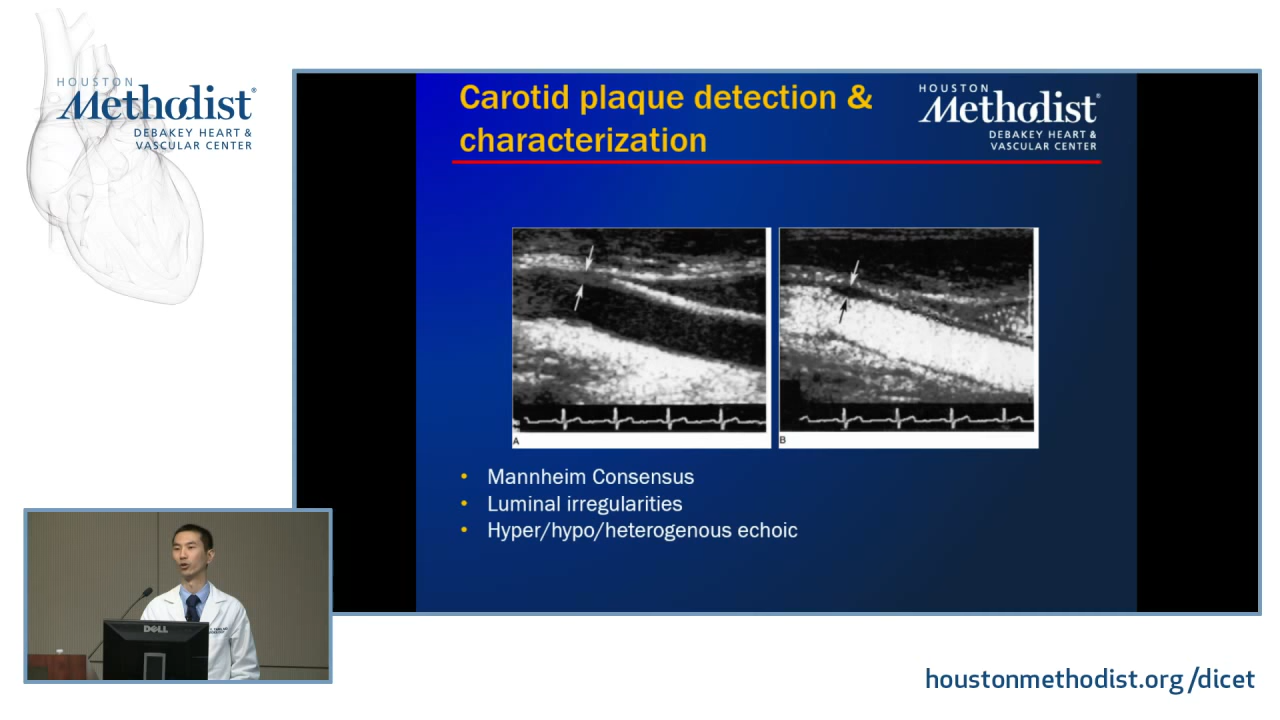 HOUSTON
Methodist®
DEBAKEY HEART &
VASCULAR CENTER
Carotid plaque detection &
characterization
HOUSTON
Methodist®
DEBAKEY HEART &
VASCULAR CENTER
A
B
• Mannheim Consensus
• Luminal irregularities
• Hyper/hypo/heterogenous echoic
DELL
houstonmethodist.org/dicet